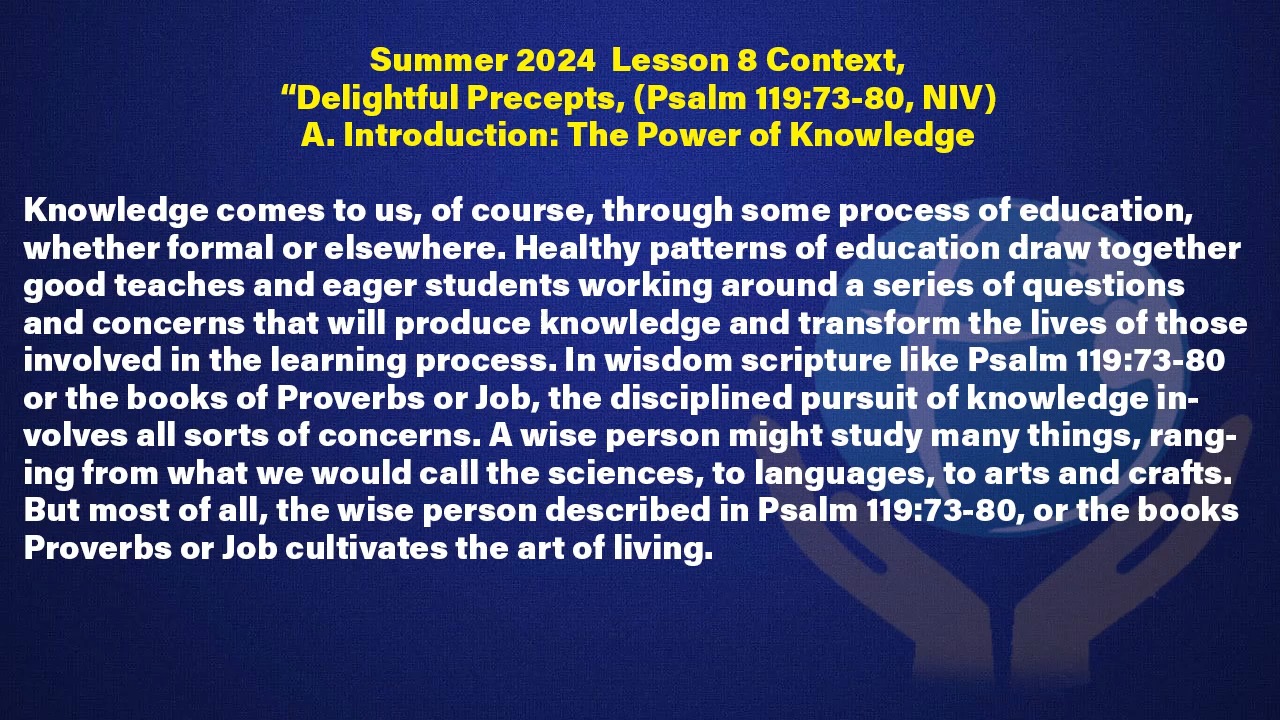 Summer 2024  Lesson 8 Context,
“Delightful Precepts, (Psalm 119:73-80, NIV)
A. Introduction: The Power of Knowledge
Knowledge comes to us, of course, through some process of education,
whether formal or elsewhere. Healthy patterns of education draw together
good teaches and eager students working around a series of questions
and concerns that will produce knowledge and transform the lives of those
involved in the learning process. In wisdom scripture like Psalm 119:73-80
or the books of Proverbs or Job, the disciplined pursuit of knowledge in-
volves all sorts of concerns. A wise person might study many things, rang-
ing from what we would call the sciences, to languages, to arts and crafts.
But most of all, the wise person described in Psalm 119:73-80, or the books
Proverbs or Job cultivates the art of living.